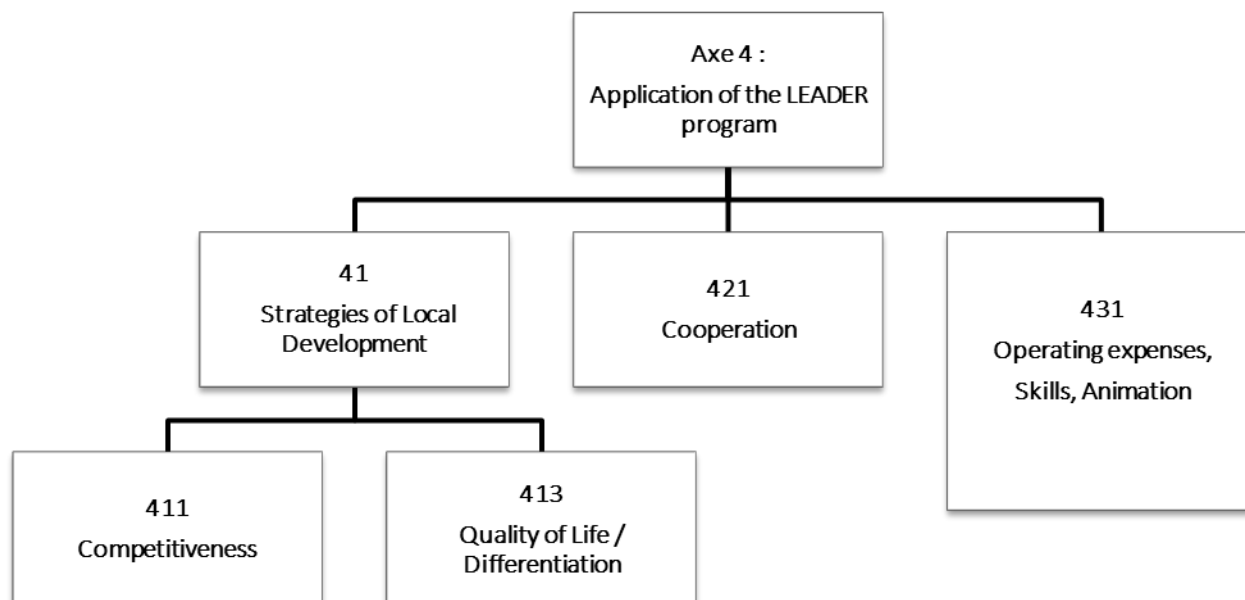 Axe 4 :
Application of the LEADER
program
41
Strategies of Local
Development
421
Cooperation
431
Operating expenses,
Skills, Animation
411
Competitiveness
413
Quality of Life /
Differentiation